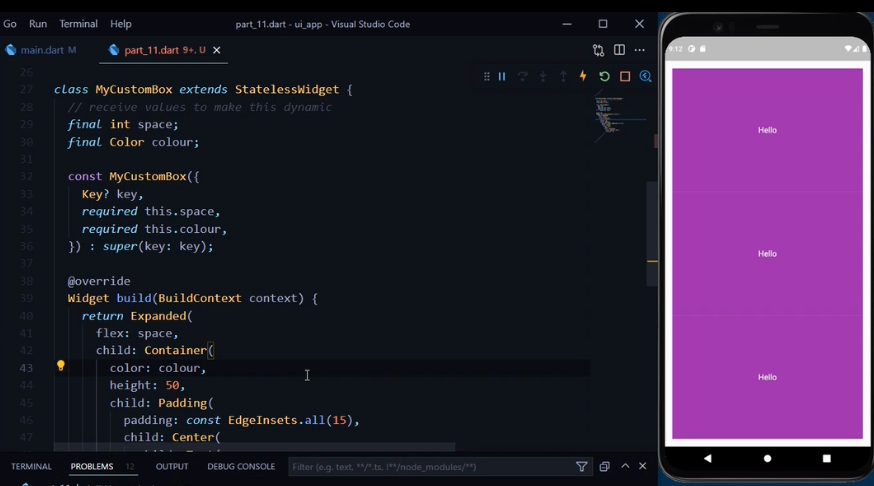 Go Run Terminal Help part_11.dart - ui_app - Visual Studio Code
main.dart M part_11.dart 9+, U
26
27 class MyCustomBox extends StatelessWidget {
28 // receive values to make this dynamic
29 final int space;
30 final Color colour;
31
32 const MyCustomBox({
33 Key? key,
34 required this.space,
35 required this.colour,
36 }) : super(key: key);
37
38 @override
39 Widget build(BuildContext context) {
40 return Expanded(
41 flex: space,
42 child: Container(
43 color: colour,
44 height: 50,
45 child: Padding(
46 padding: const EdgeInsets.all(15),
47 child: Center(
TERMINAL PROBLEMS 12 OUTPUT DEBUG CONSOLE Filter (e.g. text, **/*.ts, !**/node_modules/**)
9:12
Hello
Hello
Hello